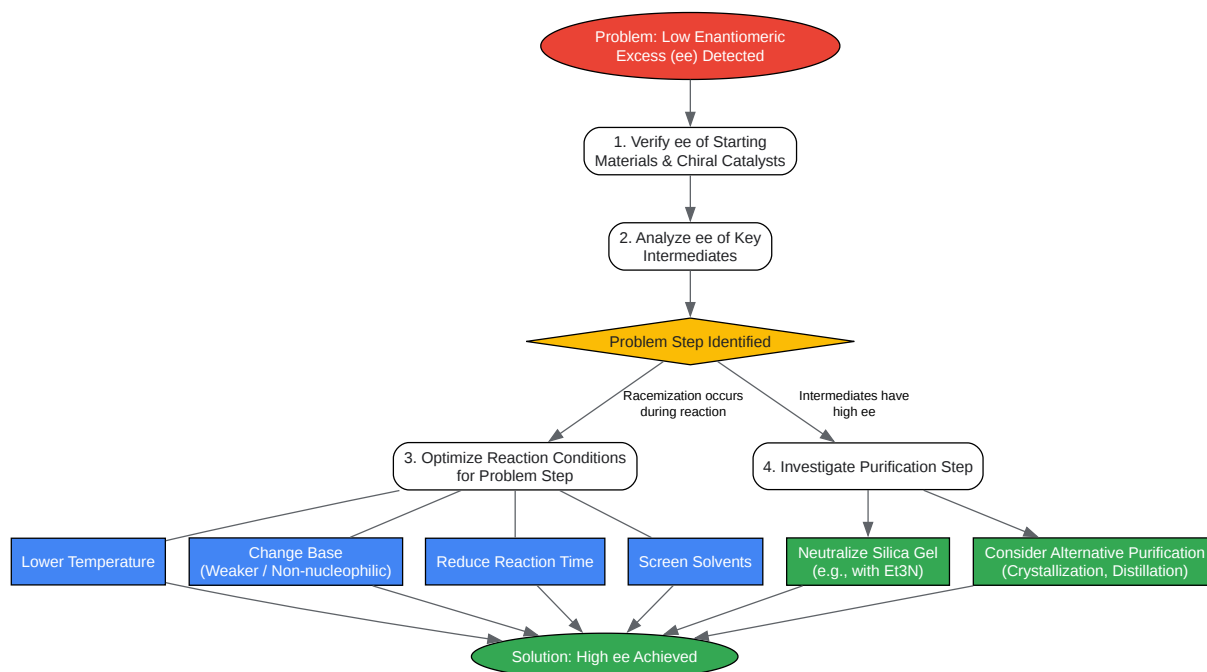 Problem: Low Enantiomeric
Excess (ee) Detected
1. Verify ee of Starting
Materials & Chiral Catalysts
2. Analyze ee of Key
Intermediates
Problem Step Identified
Racemization occurs
during reaction
Intermediates have
high ee
3. Optimize Reaction Conditions
for Problem Step
4. Investigate Purification Step
Lower Temperature
Change Base
(Weaker / Non-nucleophilic)
Reduce Reaction Time
Screen Solvents
Neutralize Silica Gel
(e.g., with Et3N)
Consider Alternative Purification
(Crystallization, Distillation)
Solution: High ee Achieved